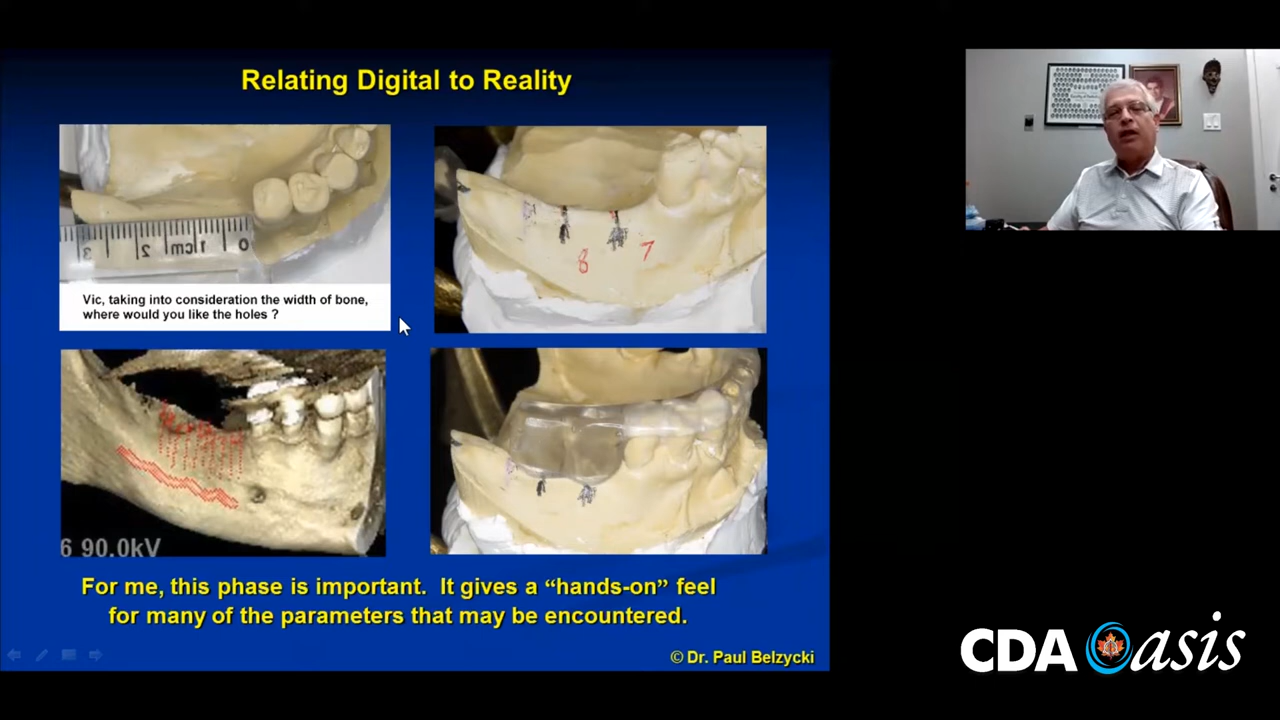 Relating Digital to Reality
3 2 1cm 0
Vic, taking into consideration the width of bone,
where would you like the holes ?
8 7
6 90.0kV
For me, this phase is important. It gives a “hands-on” feel
for many of the parameters that may be encountered.
© Dr. Paul Belzycki
CDA Oasis